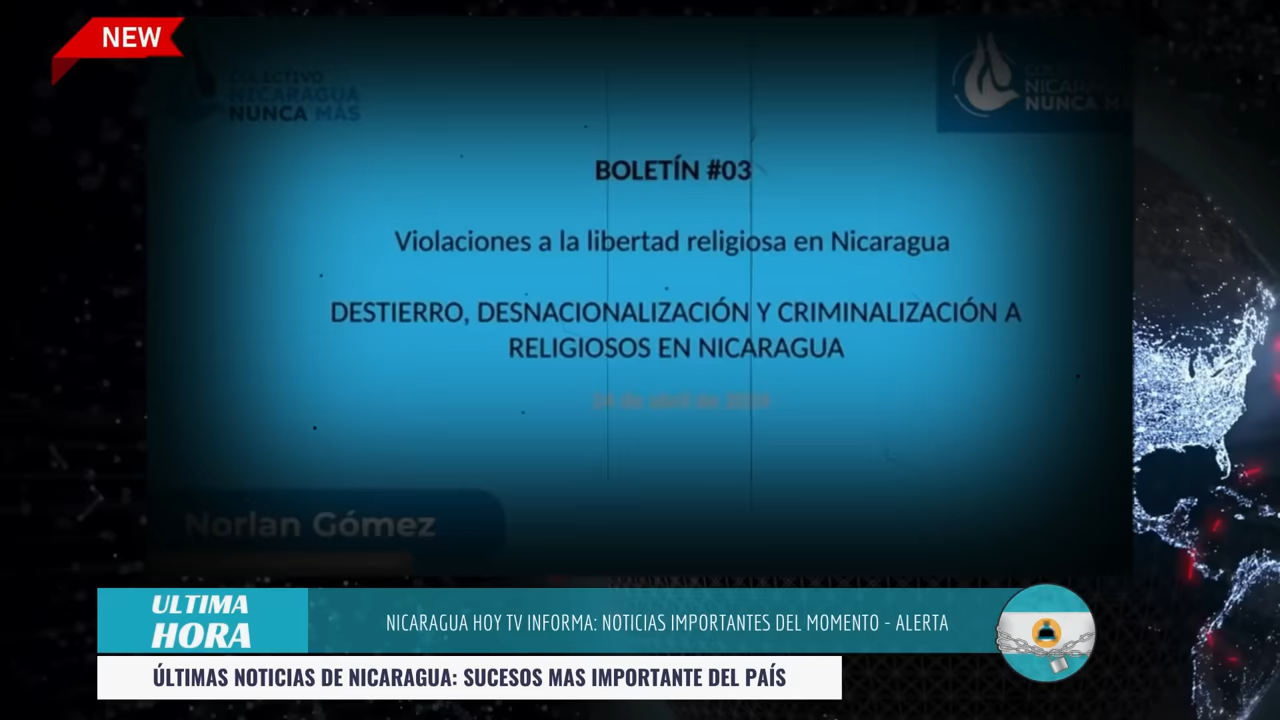 NEW
COLECTIVO
NICARAGUA
NUNCA MÁS
NUNCA
BOLETÍN #03
Violaciones a la libertad religiosa en Nicaragua
DESTIERRO, DESNACIONALIZACIÓN Y CRIMINALIZACIÓN A
RELIGIOSOS EN NICARAGUA
Norlan Gómez
ULTIMA
HORA
NICARAGUA HOY TV INFORMA: NOTICIAS IMPORTANTES DEL MOMENTO - ALERTA
ÚLTIMAS NOTICIAS DE NICARAGUA: SUCESOS MAS IMPORTANTE DEL PAÍS